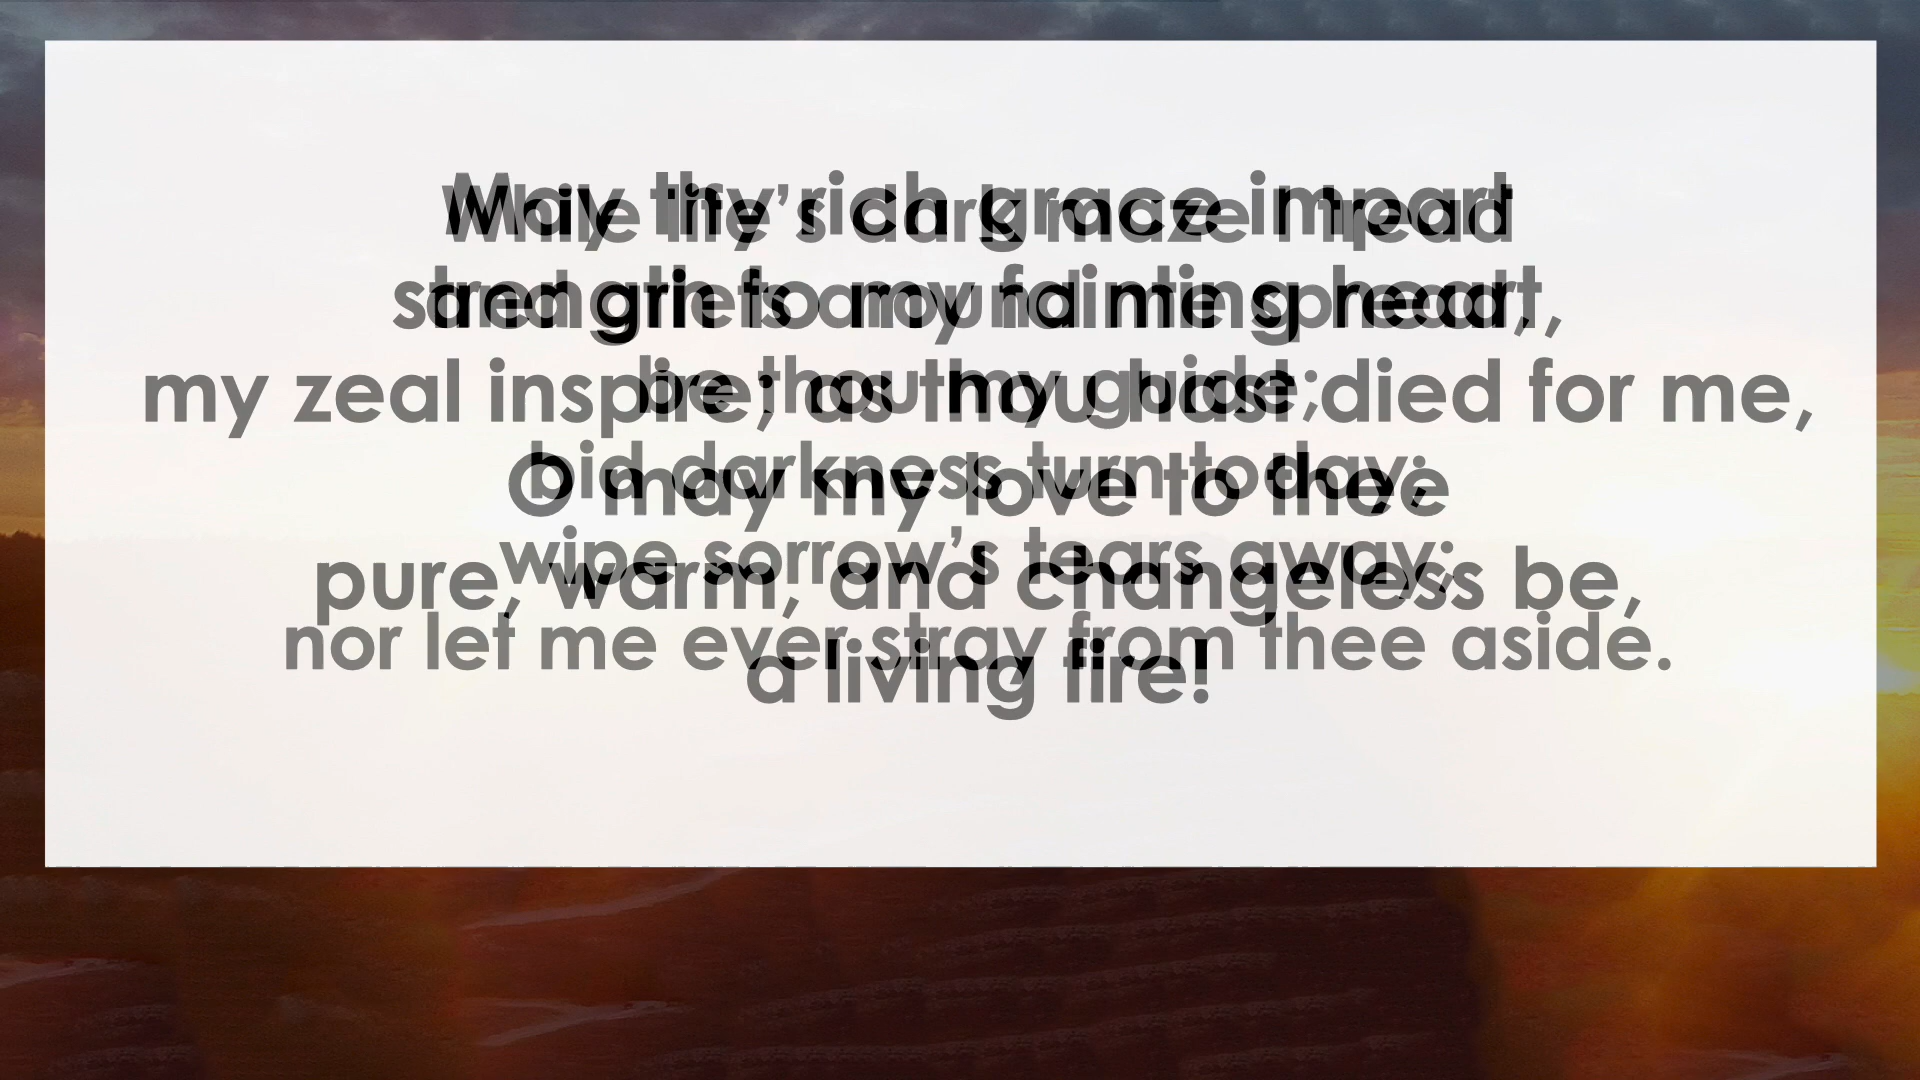 May thy rich grace impart
strength to my fainting heart,
my zeal inspire; as thou hast died for me,
O may my love to thee
pure, warm, and changeless be,
a living fire!
While life’s dark maze I tread
and griefs around me spread,
be thou my guide;
bid darkness turn to day;
wipe sorrow’s tears away;
nor let me ever stray from thee aside.